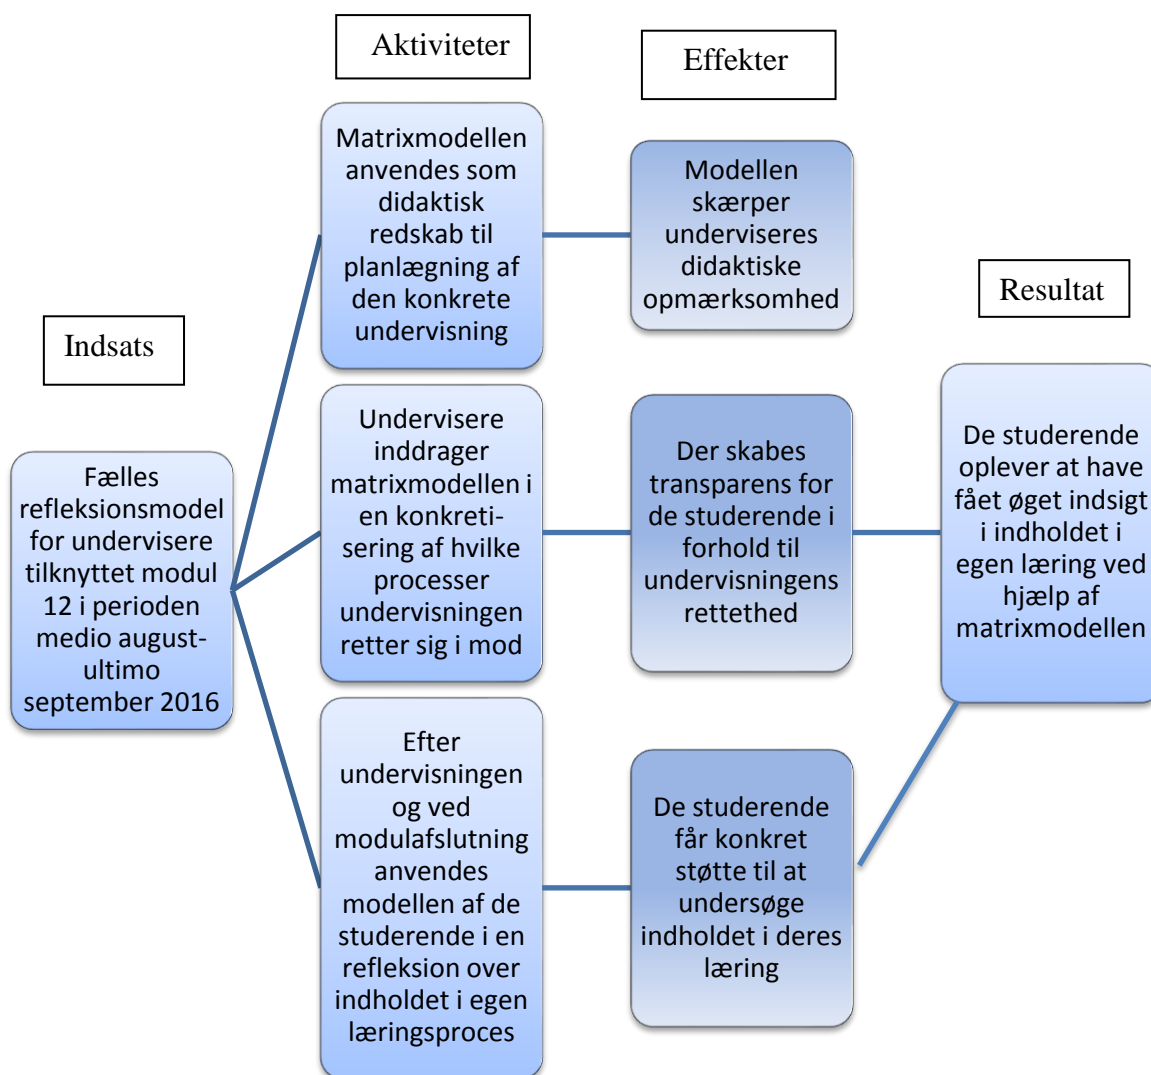 Aktiviteter
Effekter
Resultat
Indsats
Fælles
refleksionsmodel
for undervisere
tilknyttet modul
12 i perioden
medio august-
ultimo
september 2016
Matrixmodellen
anvendes som
didaktisk
redskab til
planlægning af
den konkrete
undervisning
Modellen
skærper
underviseres
didaktiske
opmærksomhed
Undervisere
inddrager
matrixmodellen i
en konkreti-
sering af hvilke
processer
undervisningen
retter sig i mod
Der skabes
transparens for
de studerende i
forhold til
undervisningens
rettethed
De studerende
oplever at have
fået øget indsigt
i indholdet i
egen læring ved
hjælp af
matrixmodellen
Efter
undervisningen
og ved
modulafslutning
anvendes
modellen af de
studerende i en
refleksion over
indholdet i egen
læringsproces
De studerende
får konkret
støtte til at
undersøge
indholdet i deres
læring